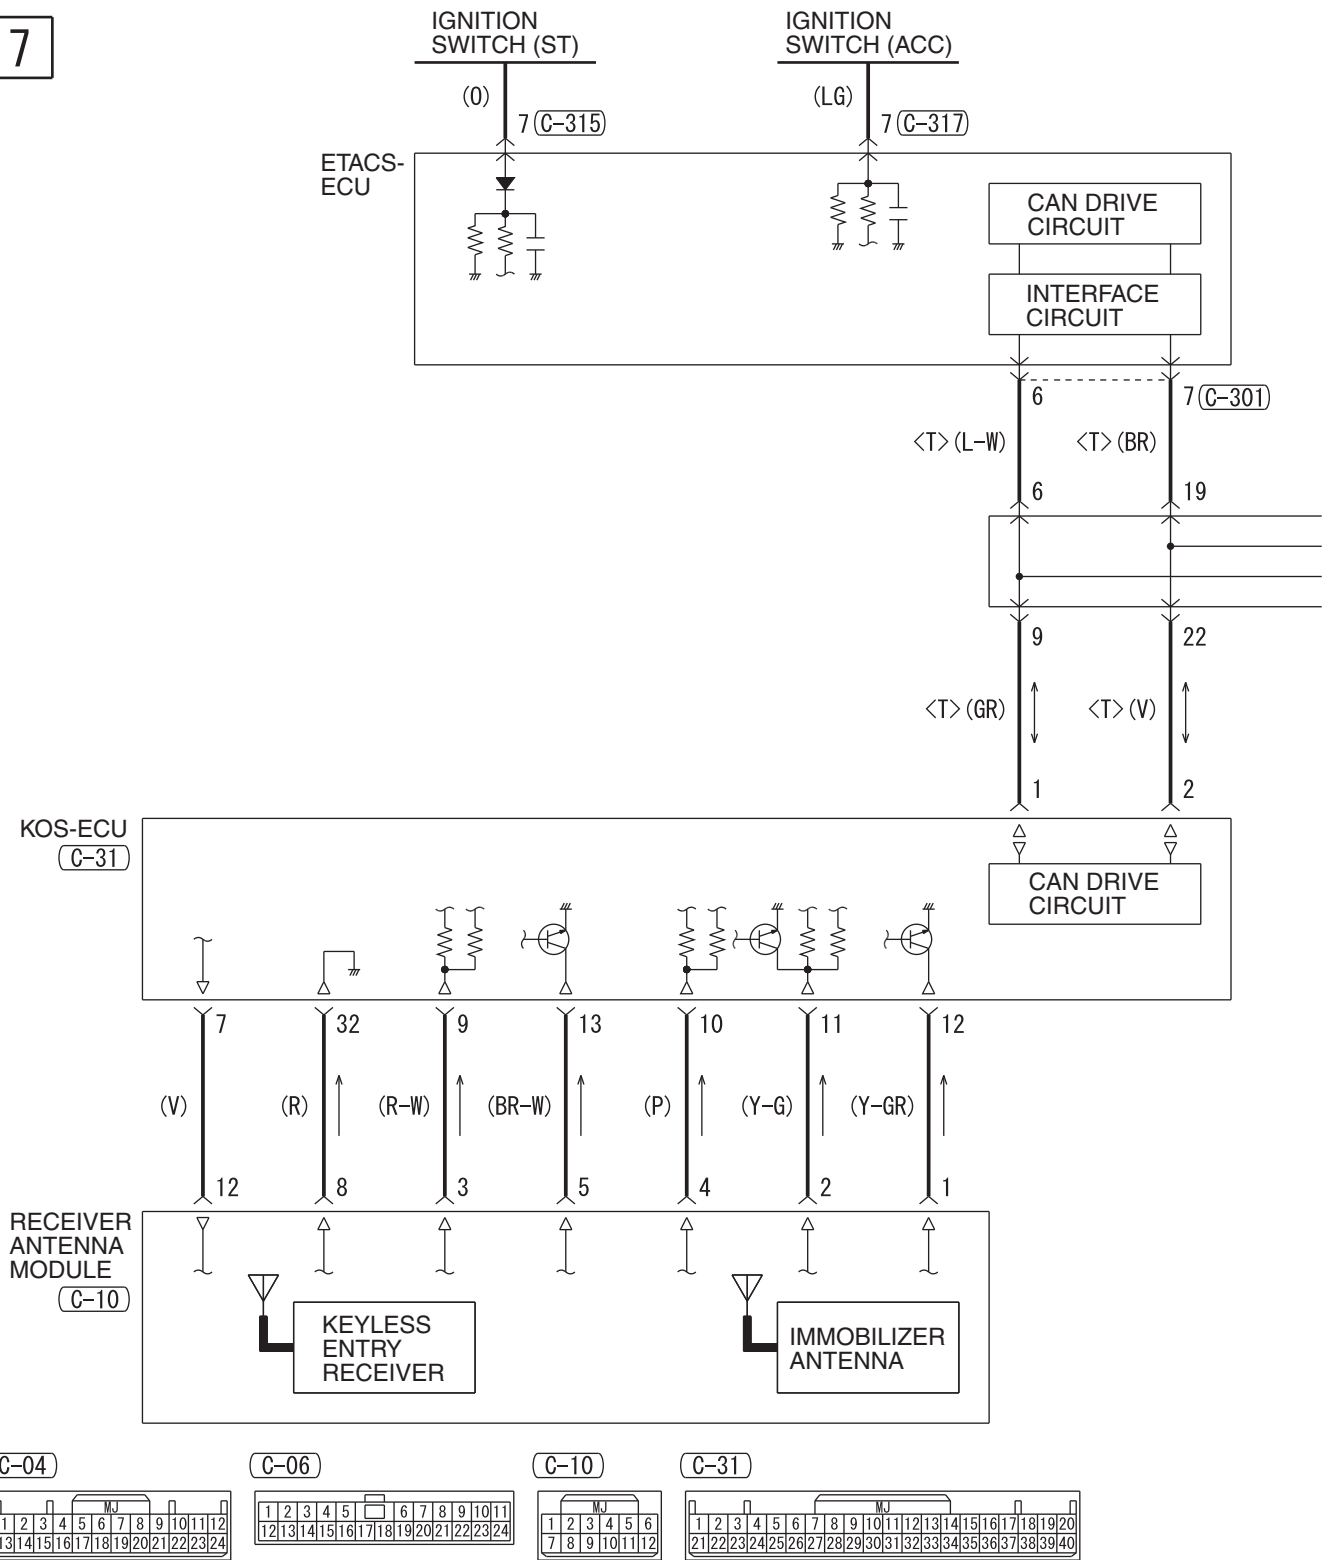 7
IGNITION
SWITCH (ST)
IGNITION
SWITCH (ACC)
(O)
7 C-315
(LG)
7 C-317
ETACS-
ECU
CAN DRIVE
CIRCUIT
INTERFACE
CIRCUIT
6
7 C-301
<T>(L-W)
<T>(BR)
6
19
9
22
<T>(GR)
<T>(V)
1
2
KOS-ECU
C-31
CAN DRIVE
CIRCUIT
7 32 9 13 10 11 12
(V) (R) (R-W) (BR-W) (P) (Y-G) (Y-GR)
12 8 3 5 4 2 1
RECEIVER
ANTENNA
MODULE
C-10
KEYLESS
ENTRY
RECEIVER
IMMOBILIZER
ANTENNA
C-04
MJ
1 2 3 4 5 6 7 8 9 10 11 12
13 14 15 16 17 18 19 20 21 22 23 24
C-06
1 2 3 4 5 6 7 8 9 10 11
12 13 14 15 16 17 18 19 20 21 22 23 24
C-10
MJ
1 2 3 4 5 6
7 8 9 10 11 12
C-31
MJ
1 2 3 4 5 6 7 8 9 10 11 12 13 14 15 16 17 18 19 20
21 22 23 24 25 26 27 28 29 30 31 32 33 34 35 36 37 38 39 40